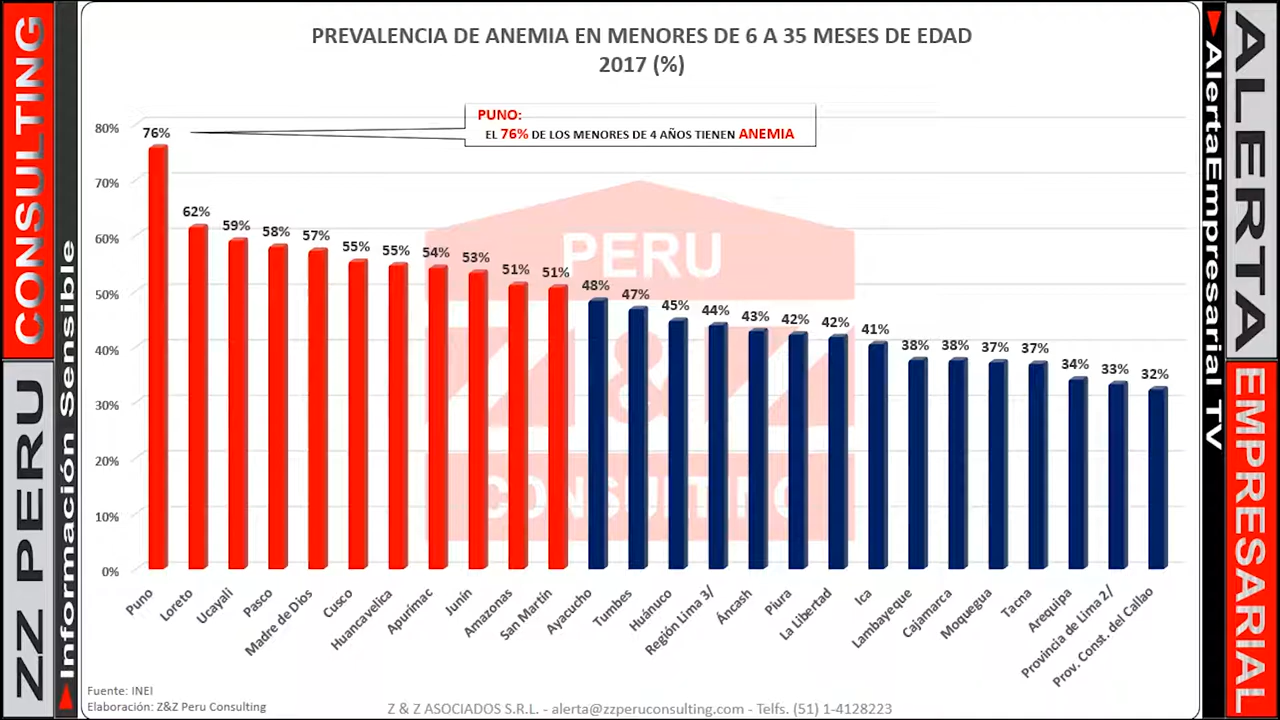 PREVALENCIA DE ANEMIA EN MENORES DE 6 A 35 MESES DE EDAD
2017 (%)
PUNO:
EL 76% DE LOS MENORES DE 4 AÑOS TIENEN ANEMIA
80%
70%
60%
50%
40%
30%
20%
10%
0%
76%
62%
59%
58%
57%
55%
55%
54%
53%
51%
51%
48%
47%
45%
44%
43%
42%
42%
41%
38%
38%
37%
37%
34%
33%
32%
Puno
Loreto
Ucayali
Pasco
Madre de Dios
Cusco
Huancavelica
Apurímac
Junín
Amazonas
San Martín
Ayacucho
Tumbes
Huánuco
Región Lima 3/
Áncash
Piura
La Libertad
Ica
Lambayeque
Cajamarca
Moquegua
Tacna
Arequipa
Provincia de Lima 2/
Prov. Const. del Callao
PERU
Z & Z
CONSULTING
Fuente: INEI
Elaboración: Z&Z Peru Consulting
Z & Z ASOCIADOS S.R.L. - alerta@zzperuconsulting.com - Telfs. (51) 1-4128223
ZZ PERU CONSULTING
Información Sensible
AlertaEmpresarial TV
ALERTA EMPRESARIAL